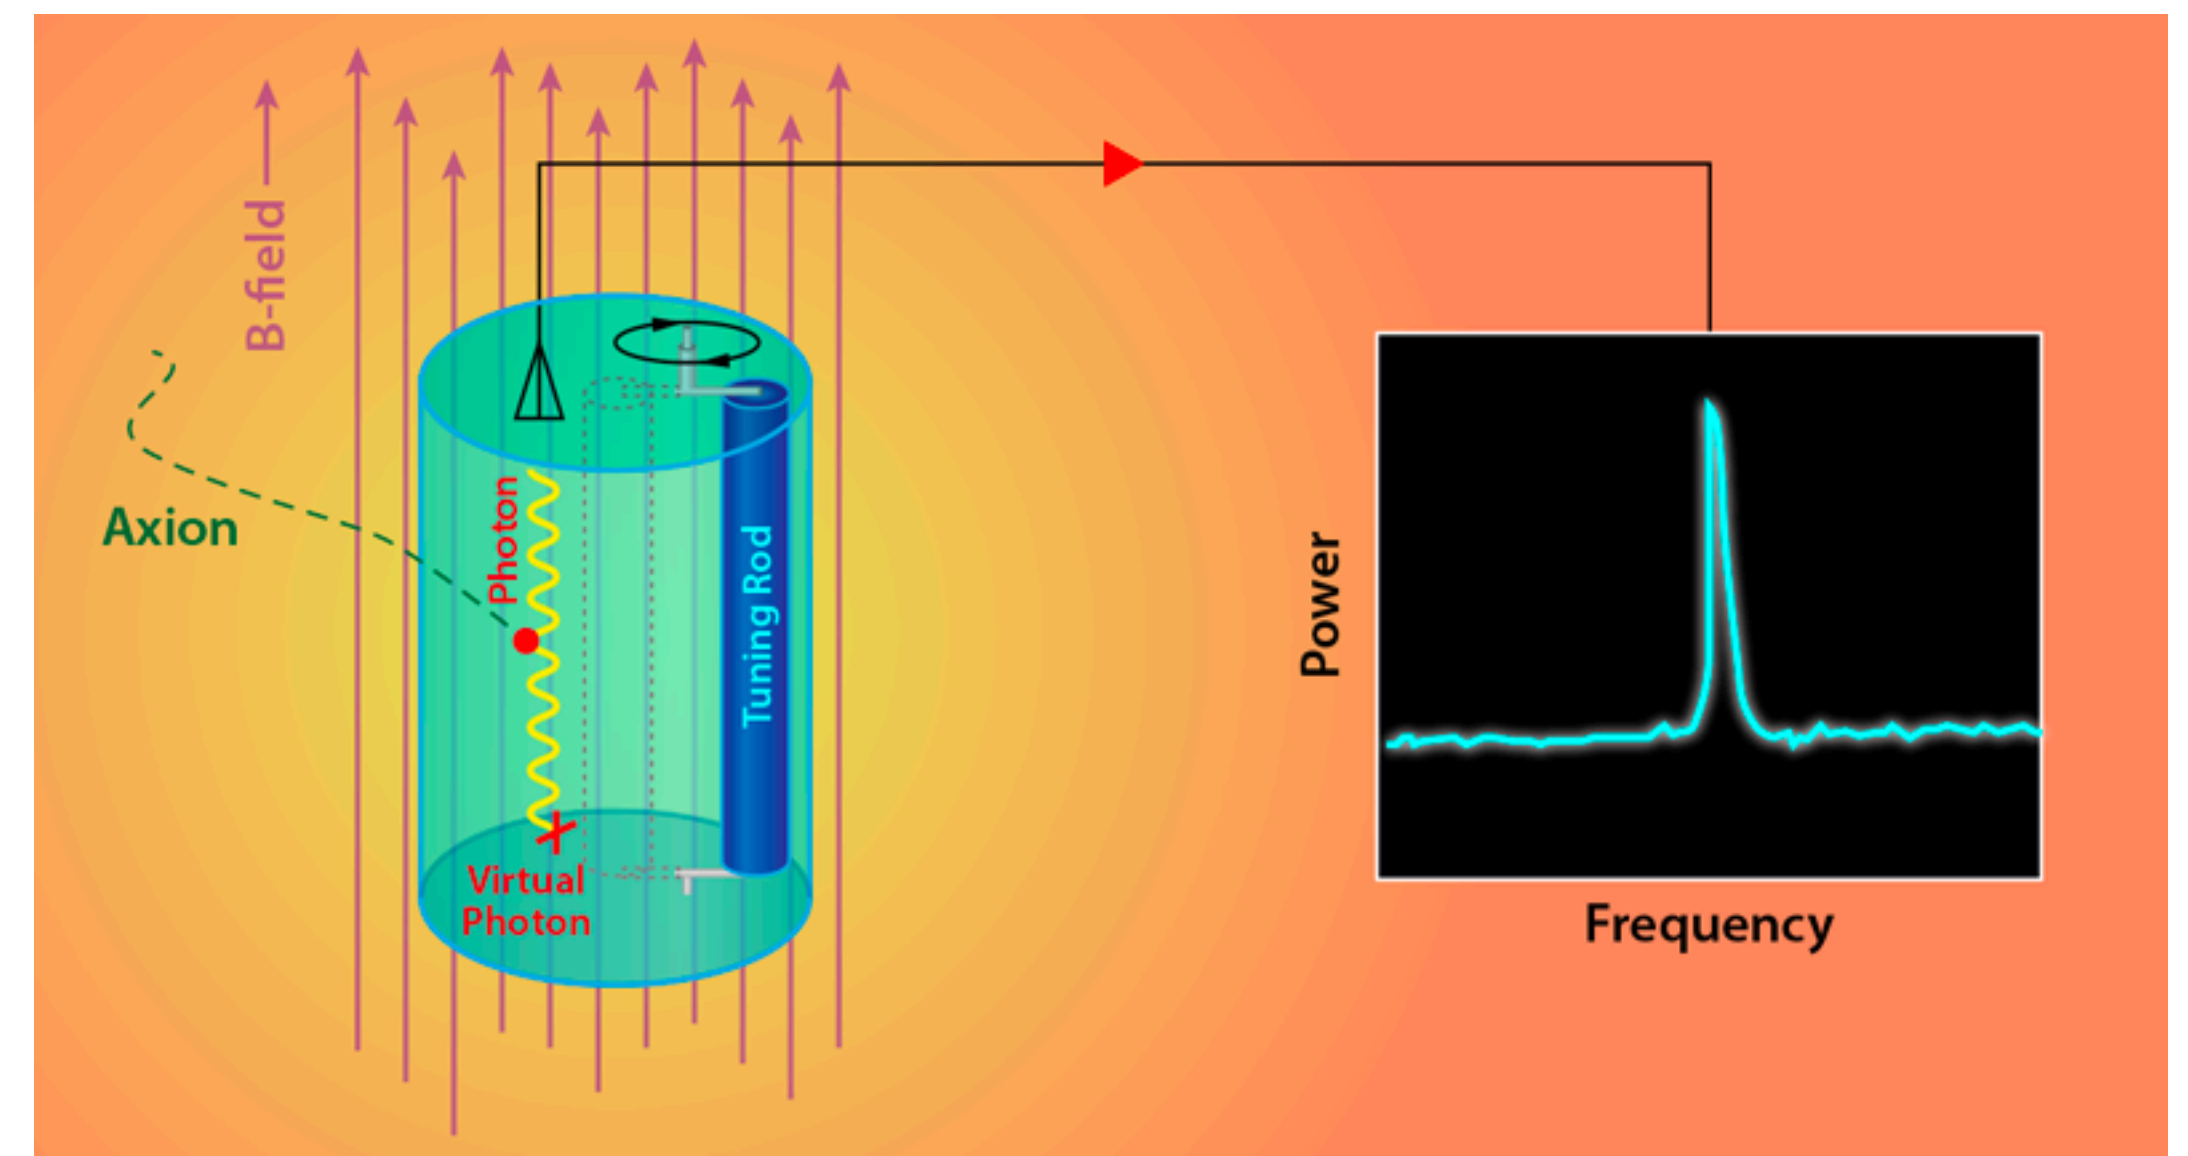 B-field
Axion
Photon
Tuning Rod
Virtual
Photon
Power
Frequency